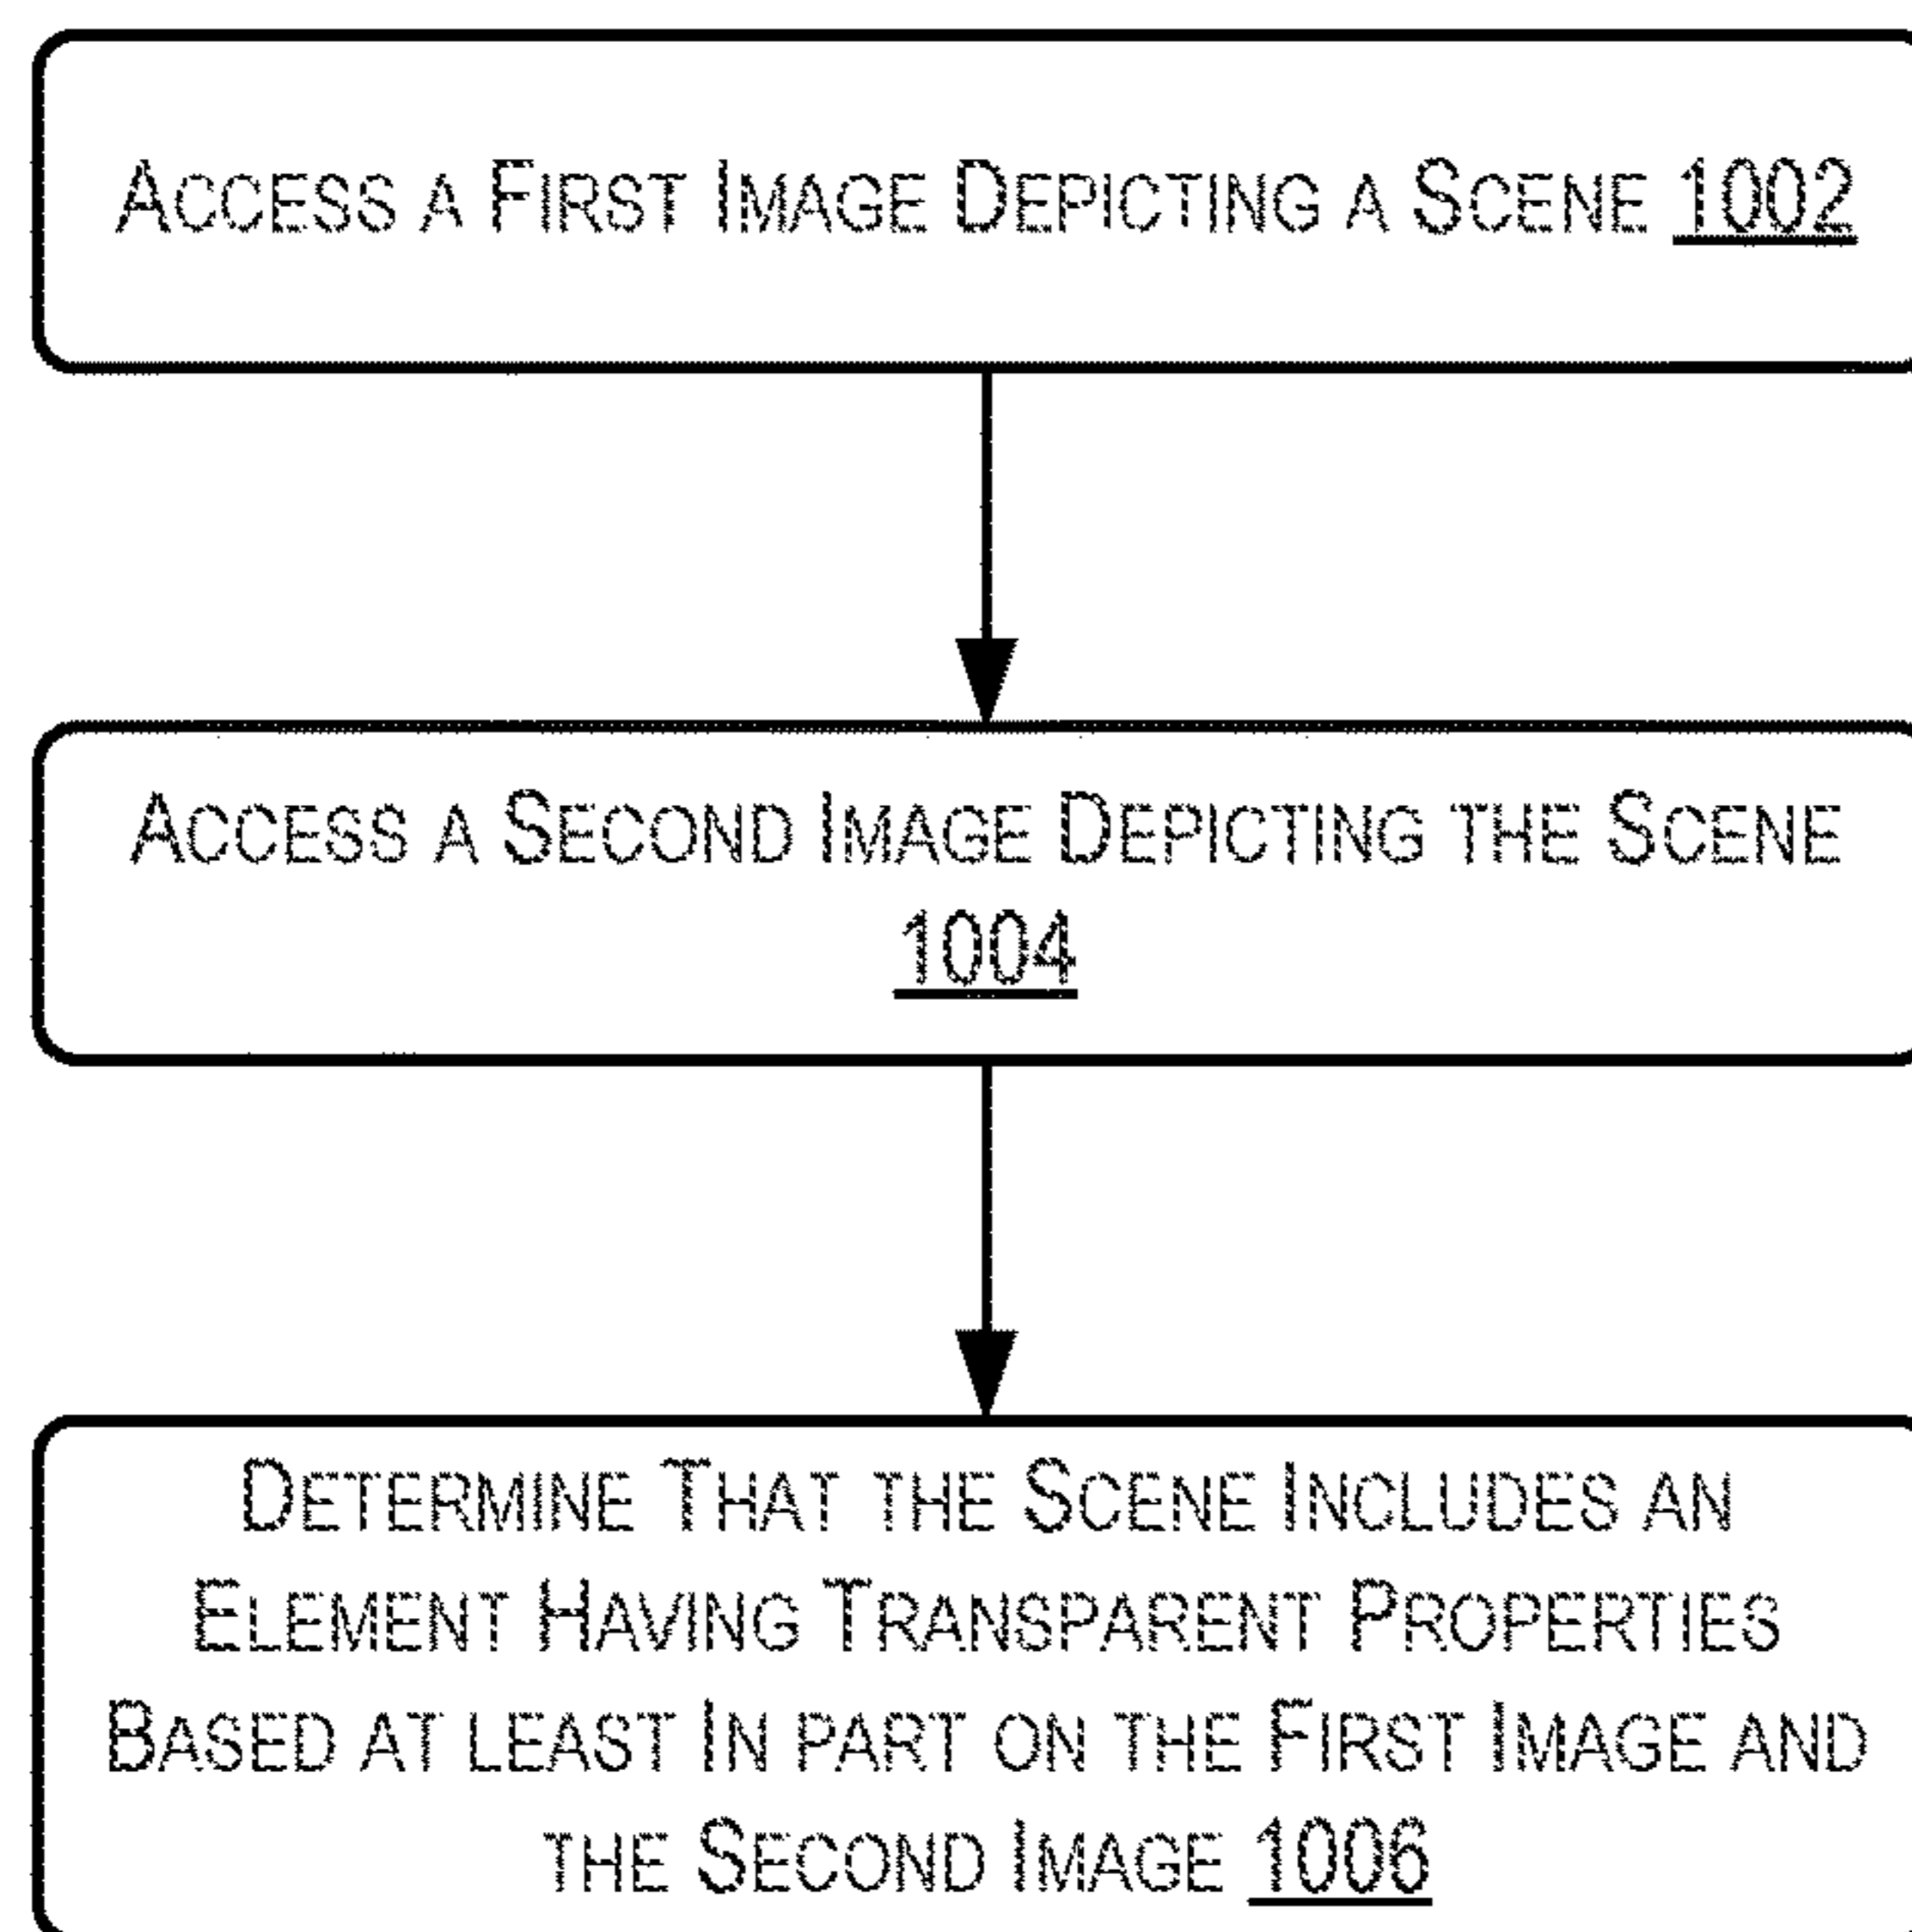 Access a First Image Depicting a Scene 1002
Access a Second Image Depicting the Scene
1004
Determine That the Scene Includes an
Element Having Transparent Properties
Based at least In part on the First Image and
the Second Image 1006